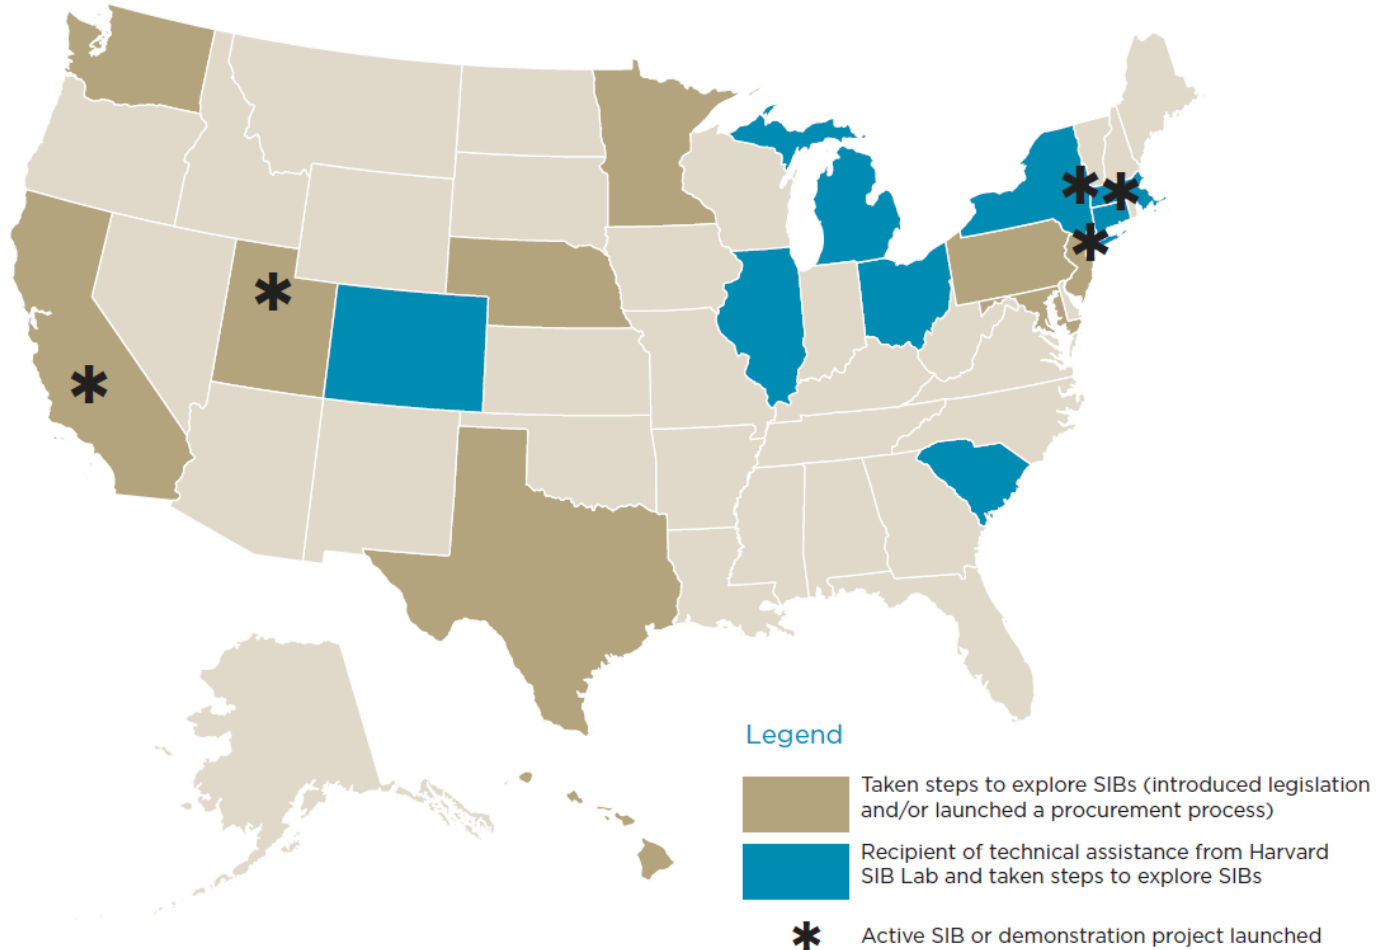 Legend
Taken steps to explore SIBs (introduced legislation
and/or launched a procurement process)
Recipient of technical assistance from Harvard
SIB Lab and taken steps to explore SIBs
Active SIB or demonstration project launched